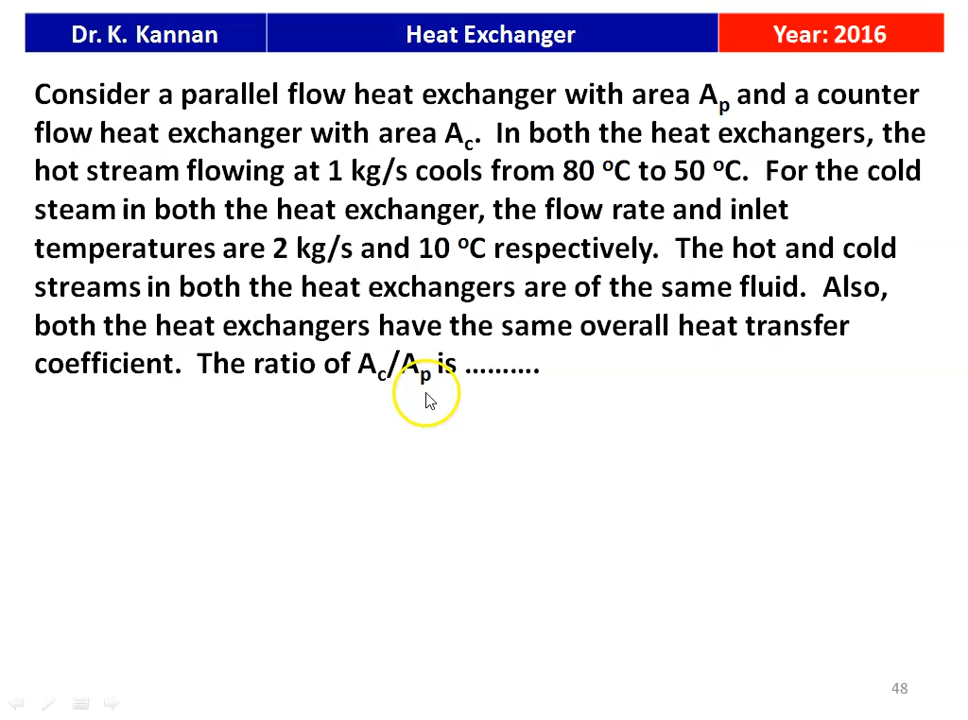 Dr. K. Kannan Heat Exchanger Year: 2016
Consider a parallel flow heat exchanger with area Aₚ and a counter
flow heat exchanger with area A꜀.  In both the heat exchangers, the
hot stream flowing at 1 kg/s cools from 80 ᵒC to 50 ᵒC.  For the cold
steam in both the heat exchanger, the flow rate and inlet
temperatures are 2 kg/s and 10 ᵒC respectively.  The hot and cold
streams in both the heat exchangers are of the same fluid.  Also,
both the heat exchangers have the same overall heat transfer
coefficient.  The ratio of A꜀/Aₚ is ……….
48